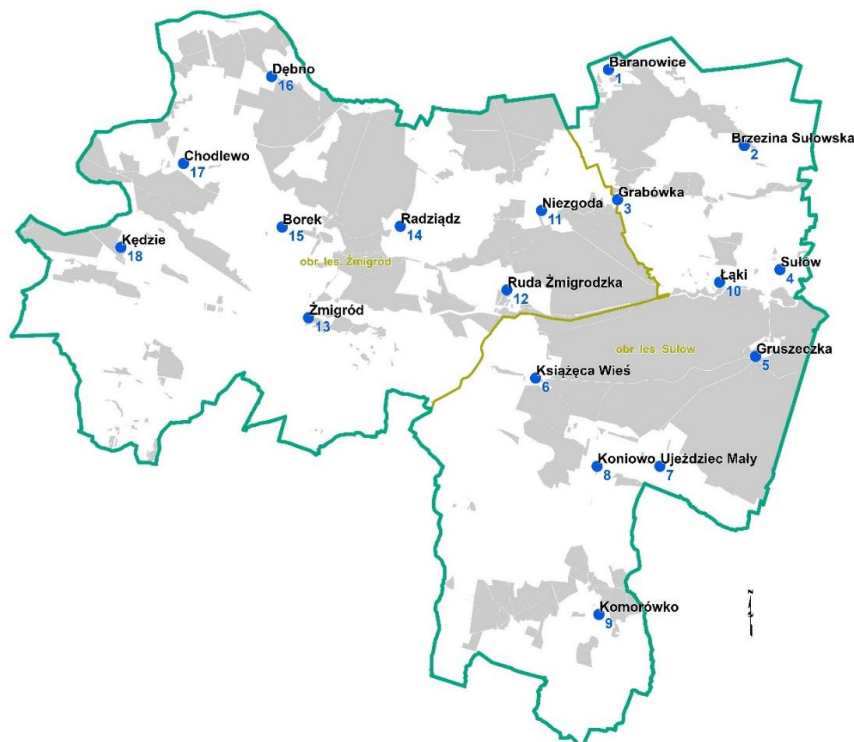 Baranowice
1
Dębno
16
Brzezina Sułowska
2
Chodlewo
17
Grabówka
3
Niezgoda
11
Borek
15
Radziądz
14
Kędzie
18
obr. les. Żmigród
Sułów
4
Łąki
10
Ruda Żmigrodzka
12
Żmigród
13
obr. les. Sułów
Gruszeczka
5
Książęca Wieś
6
Koniowo
8
Ujeździec Mały
7
Komorówko
9